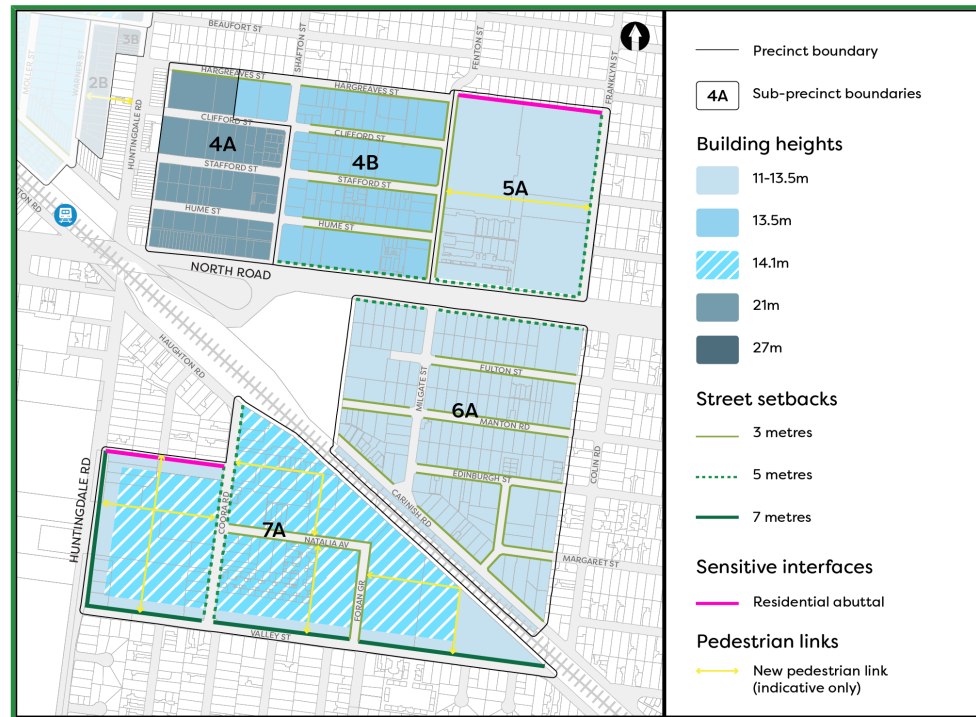 BEAUFORT ST
SHAFTON ST
FENTON ST
FRANKLYN ST
3B
2B
HUNTINGDALE RD
HARGREAVES ST
HARGREAVES ST
CLIFFORD ST
CLIFFORD ST
4A
4B
STAFFORD ST
STAFFORD ST
5A
HUME ST
HUME ST
NORTH ROAD
HAUGHTON RD
MILGATE ST
FULTON ST
6A
MANTON RD
EDINBURGH ST
COLIN RD
CARINISH RD
MARGARET ST
HUNTINGDALE RD
COORA RD
7A
NATALIA AV
FORAN GR
VALLEY ST
Precinct boundary
4A
Sub-precinct boundaries
Building heights
11-13.5m
13.5m
14.1m
21m
27m
Street setbacks
3 metres
5 metres
7 metres
Sensitive interfaces
Residential abuttal
Pedestrian links
New pedestrian link
(indicative only)